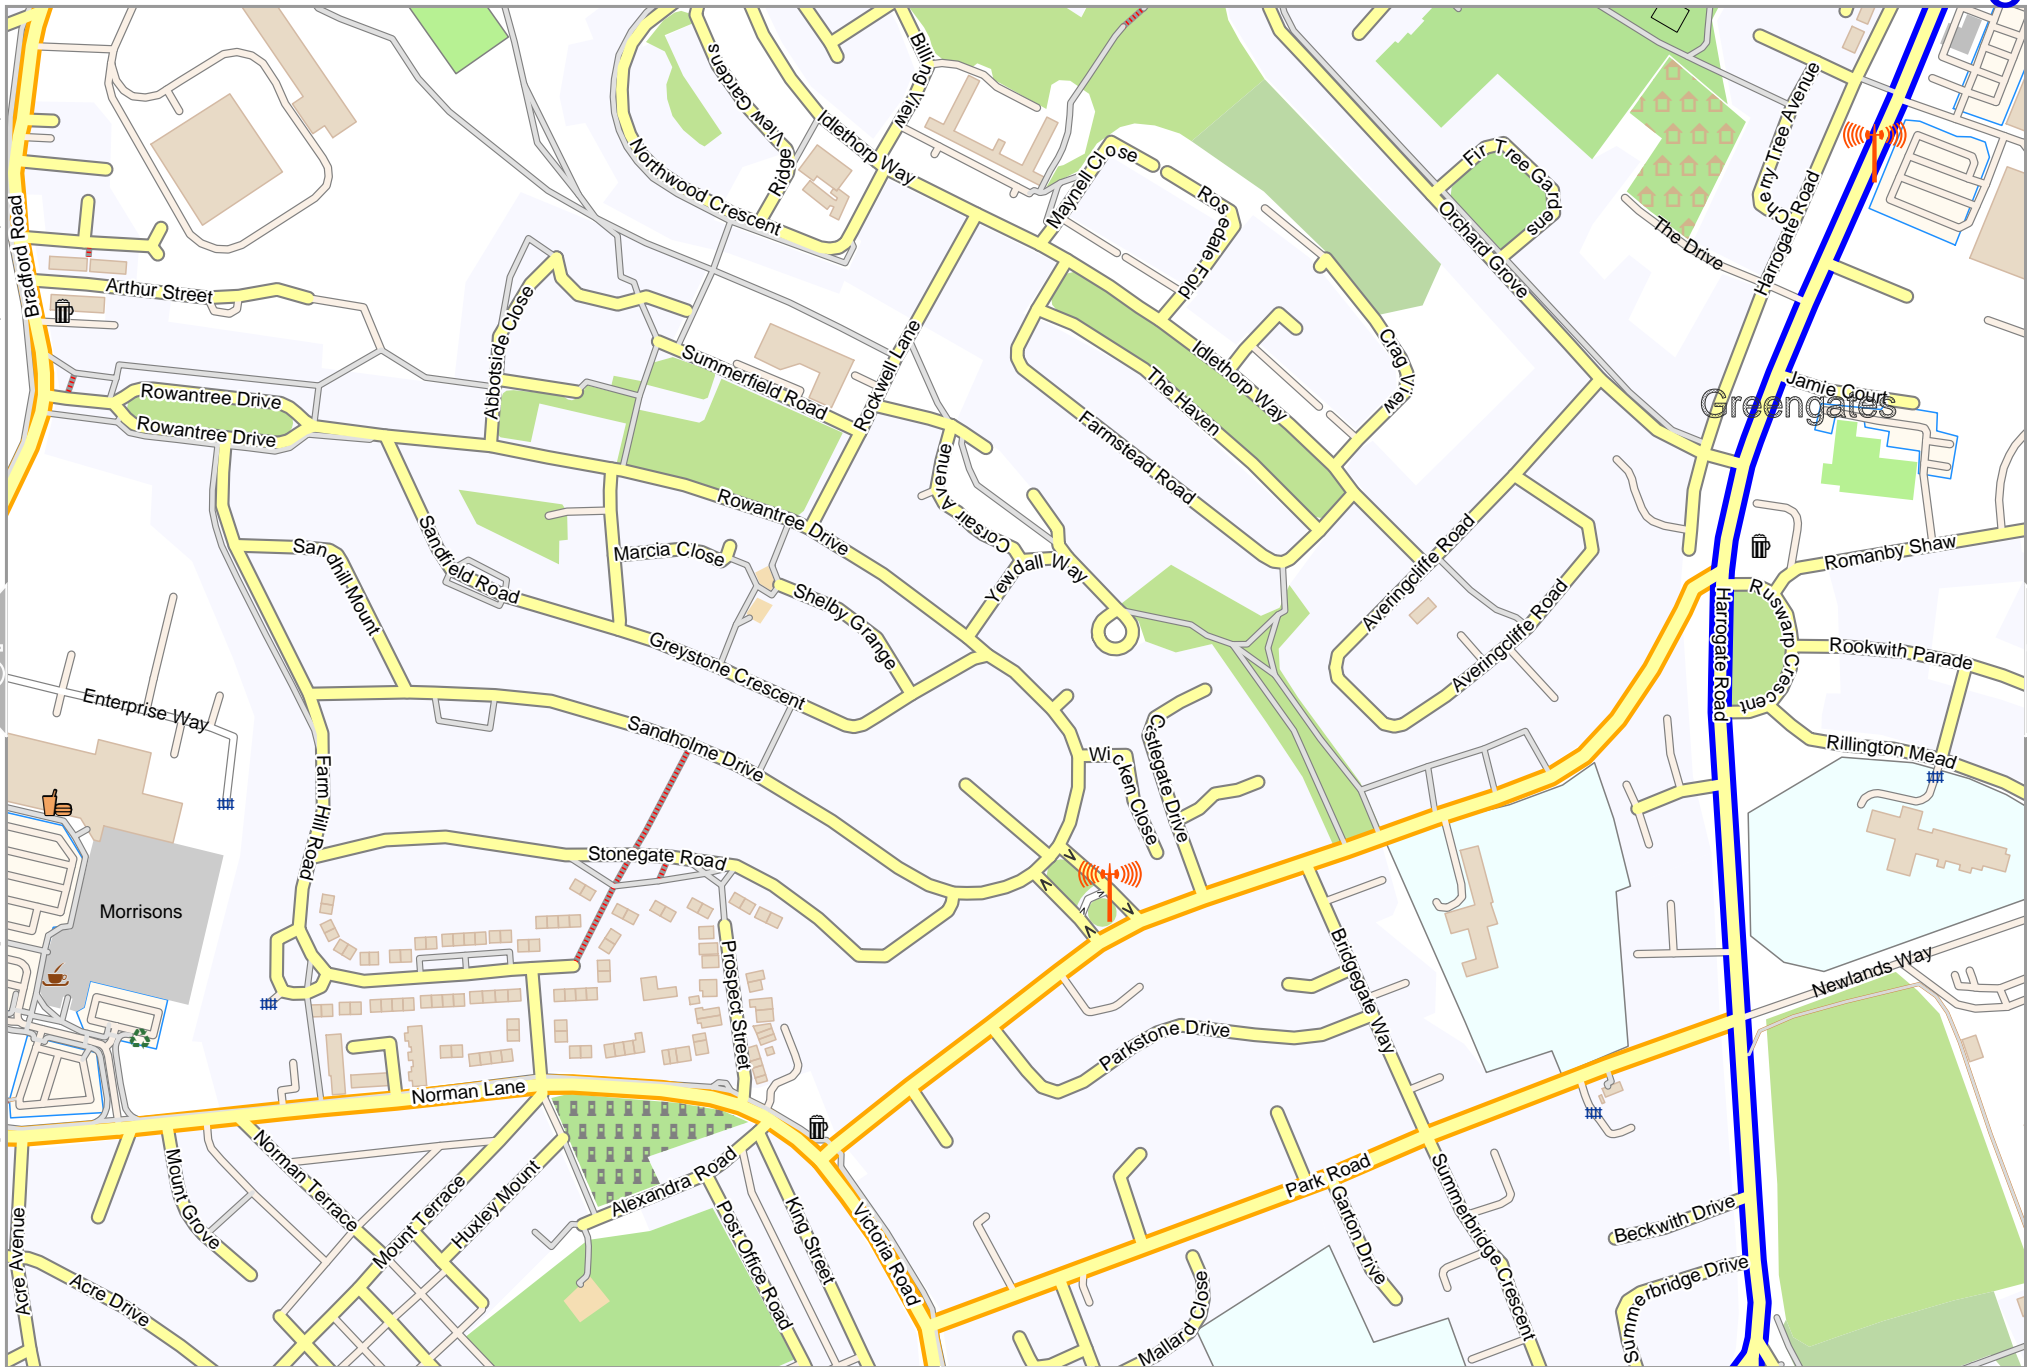 Billing View
Ridge View Gardens
Idlethorp Way
Northwood Crescent
Maynell Close
Rosedale Fold
Fir Tree Gardens
Cherry Tree Avenue
Harrogate Road
Orchard Grove
The Drive
Bradford Road
Arthur Street
Abbotside Close
Summerfield Road
Rockwell Lane
Idlethorp Way
Crag View
The Haven
Farmstead Road
Jamie Court
Greengates
Rowantree Drive
Rowantree Drive
Rowantree Drive
Corsair Avenue
Sandfield Road
Sandhill Mount
Marcia Close
Shelby Grange
Yewdall Way
Averingcliffe Road
Averingcliffe Road
Romanby Shaw
Ruswarp Crescent
Harrogate Road
Rookwith Parade
Rillington Mead
Greystone Crescent
Enterprise Way
Sandholme Drive
Farm Hill Road
Wicken Close
Castlegate Drive
Stonegate Road
Morrisons
Prospect Street
Bridgegate Way
Newlands Way
Parkstone Drive
Norman Lane
Norman Terrace
Mount Grove
Mount Terrace
Huxley Mount
Alexandra Road
Post Office Road
King Street
Victoria Road
Park Road
Garton Drive
Summerbridge Crescent
Beckwith Drive
Summerbridge Drive
Acre Avenue
Acre Drive
Mallard Close